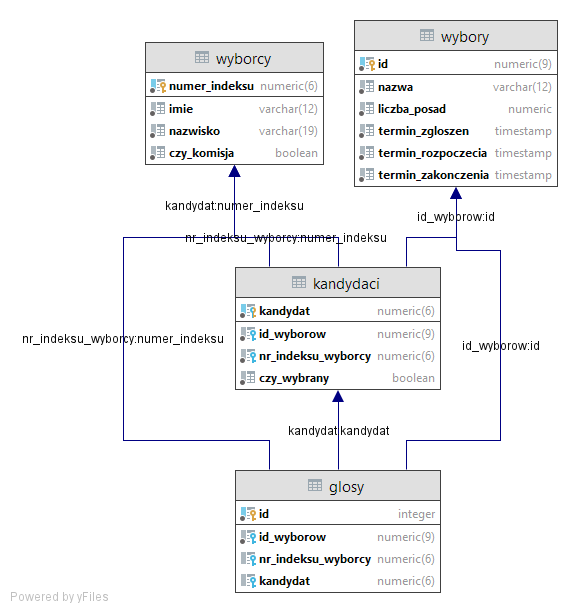 wyborcy
numer_indeksu numeric(6)
imie varchar(12)
nazwisko varchar(19)
czy_komisja boolean
wybory
id numeric(9)
nazwa varchar(12)
liczba_posad numeric
termin_zgloszen timestamp
termin_rozpoczecia timestamp
termin_zakonczenia timestamp
kandydat:numer_indeksu
id_wyborow:id
nr_indeksu_wyborcy:numer_indeksu
kandydaci
kandydat numeric(6)
id_wyborow numeric(9)
nr_indeksu_wyborcy numeric(6)
czy_wybrany boolean
nr_indeksu_wyborcy:numer_indeksu
id_wyborow:id
kandydat:kandydat
glosy
id integer
id_wyborow numeric(9)
nr_indeksu_wyborcy numeric(6)
kandydat numeric(6)
Powered by yFiles